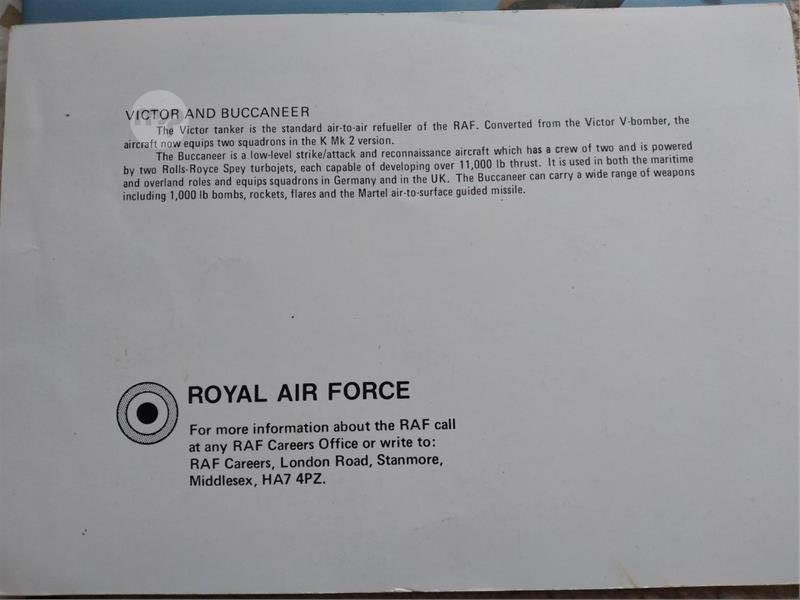 VICTOR AND BUCCANEER
The Victor tanker is the standard air-to-air refueller of the RAF. Converted from the Victor V-bomber, the
aircraft now equips two squadrons in the K Mk 2 version.
The Buccaneer is a low-level strike/attack and reconnaissance aircraft which has a crew of two and is powered
by two Rolls-Royce Spey turbojets, each capable of developing over 11,000 lb thrust. It is used in both the maritime
and overland roles and equips squadrons in Germany and in the UK. The Buccaneer can carry a wide range of weapons
including 1,000 lb bombs, rockets, flares and the Martel air-to-surface guided missile.
ROYAL AIR FORCE
For more information about the RAF call
at any RAF Careers Office or write to:
RAF Careers, London Road, Stanmore,
Middlesex, HA7 4PZ.